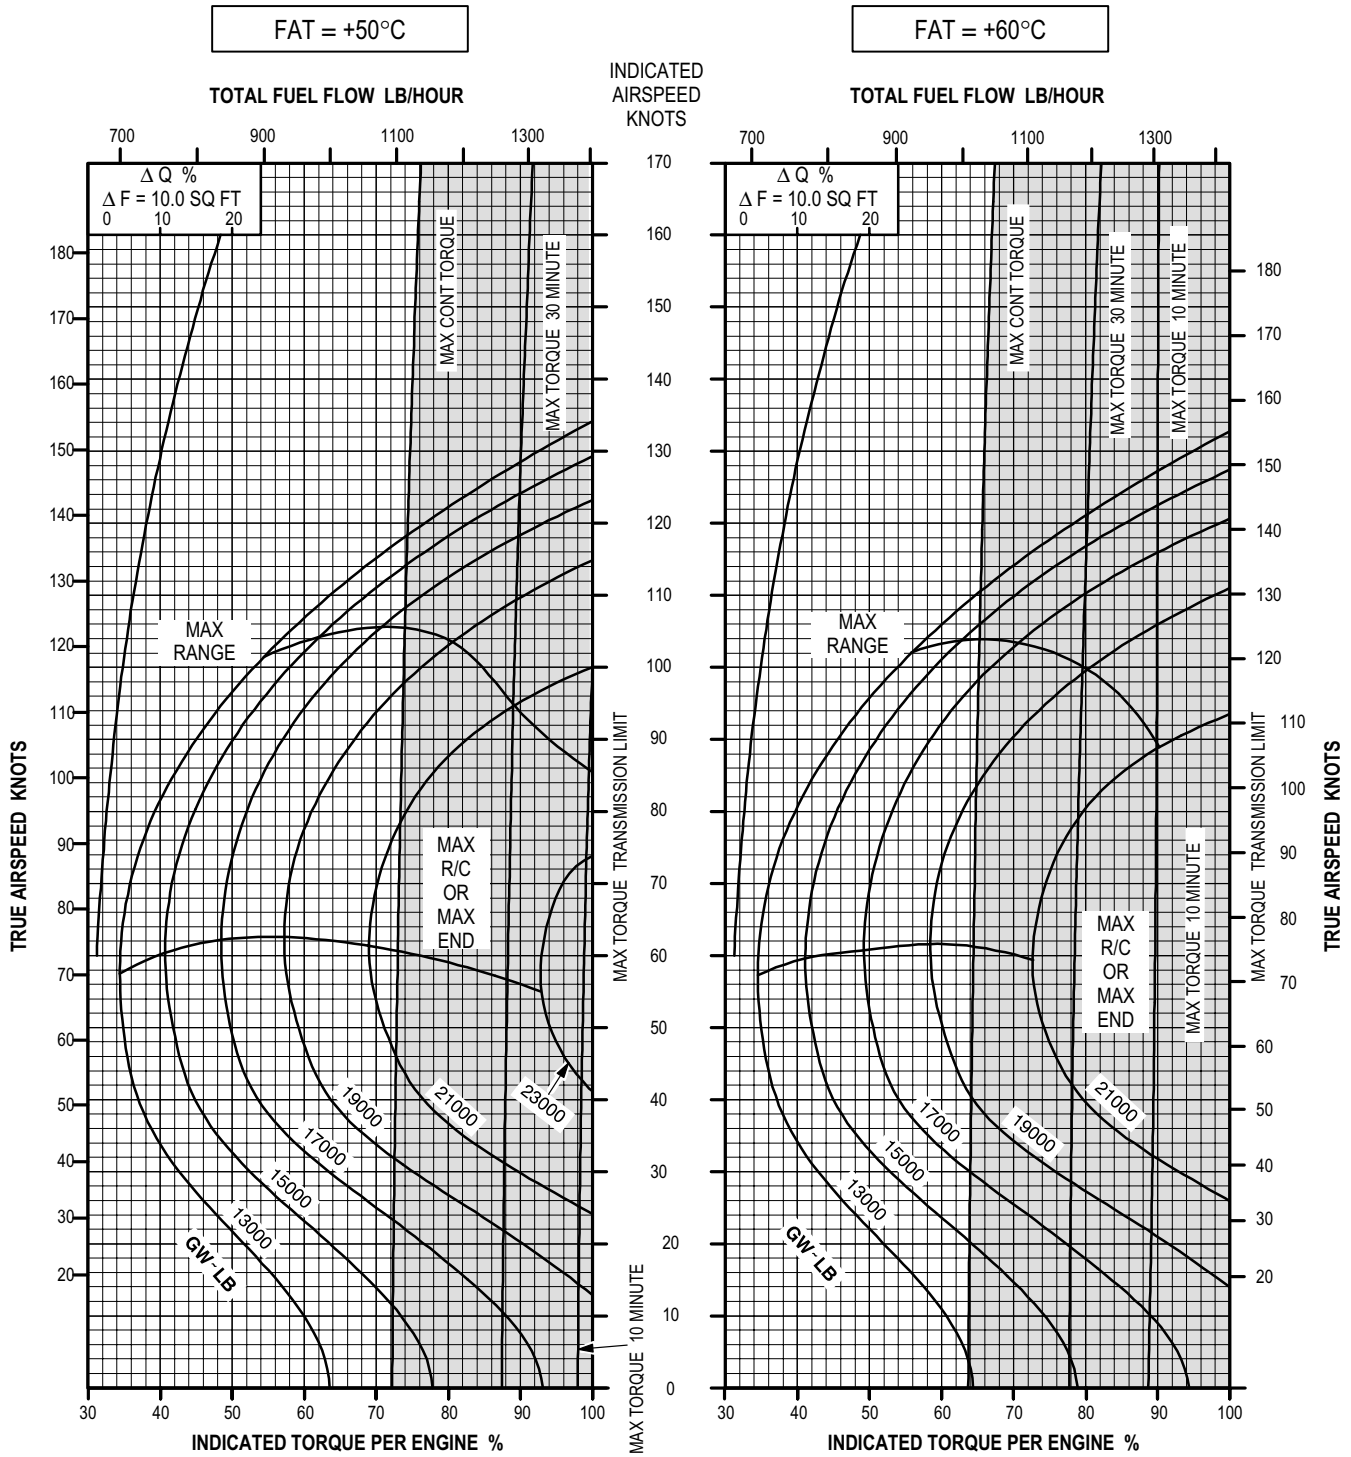 FAT = +50°C
FAT = +60°C
TOTAL FUEL FLOW LB/HOUR
INDICATED
AIRSPEED
KNOTS
TOTAL FUEL FLOW LB/HOUR
700 900 1100 1300
700 900 1100 1300
Δ Q %
Δ F = 10.0 SQ FT
0 10 20
Δ Q %
Δ F = 10.0 SQ FT
0 10 20
TRUE AIRSPEED KNOTS
180
170
160
150
140
130
120
110
100
90
80
70
60
50
40
30
20
MAX CONT TORQUE
MAX TORQUE 30 MINUTE
MAX
RANGE
MAX
R/C
OR
MAX
END
23000
21000
19000
17000
15000
13000
GW~LB
30 40 50 60 70 80 90 100
INDICATED TORQUE PER ENGINE %
170
160
150
140
130
120
110
100
90
80
70
60
50
40
30
20
10
0
MAX TORQUE TRANSMISSION LIMIT
MAX TORQUE 10 MINUTE
MAX CONT TORQUE
MAX TORQUE 30 MINUTE
MAX TORQUE 10 MINUTE
MAX
RANGE
MAX
R/C
OR
MAX
END
MAX TORQUE 10 MINUTE
21000
19000
17000
15000
13000
GW~LB
30 40 50 60 70 80 90 100
INDICATED TORQUE PER ENGINE %
MAX TORQUE TRANSMISSION LIMIT
180
170
160
150
140
130
120
110
100
90
80
70
60
50
40
30
20
TRUE AIRSPEED KNOTS